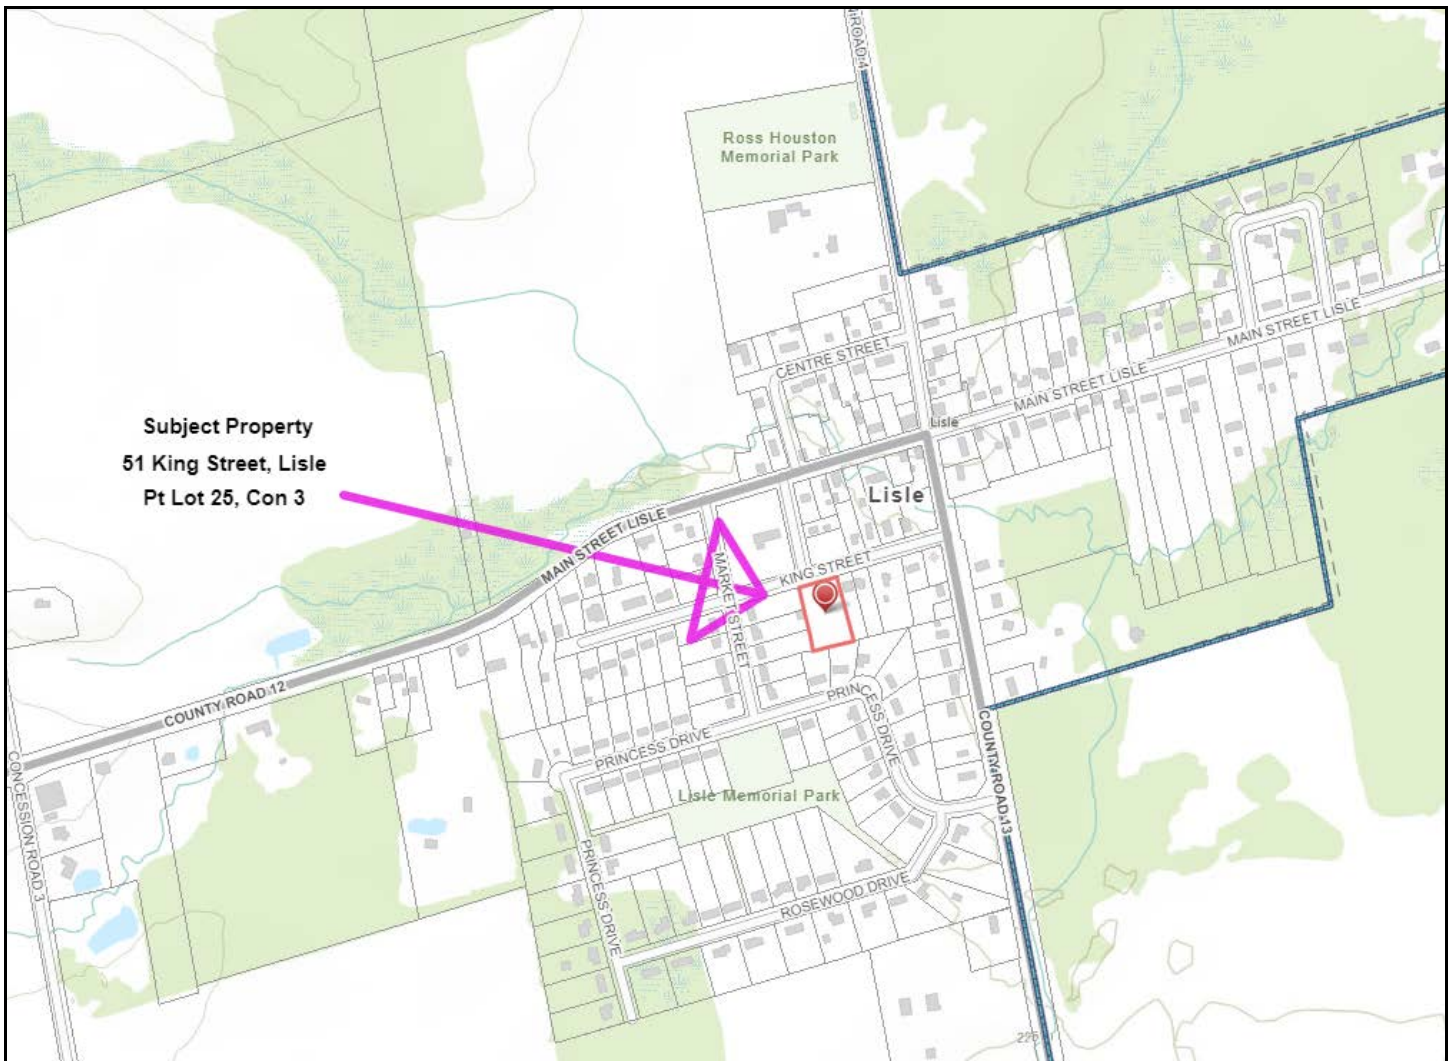 ROAD 4
Ross Houston
Memorial Park
CENTRE STREET
MAIN STREET LISLE
MAIN STREET LISLE
Lisle
Subject Property
51 King Street, Lisle
Pt Lot 25, Con 3
Lisle
MAIN STREET LISLE
KING STREET
MARKET STREET
COUNTY ROAD 12
PRINCESS DRIVE
PRINCESS DRIVE
COUNTY ROAD 13
CONCESSION ROAD 3
Lisle Memorial Park
PRINCESS DRIVE
ROSEWOOD DRIVE
225